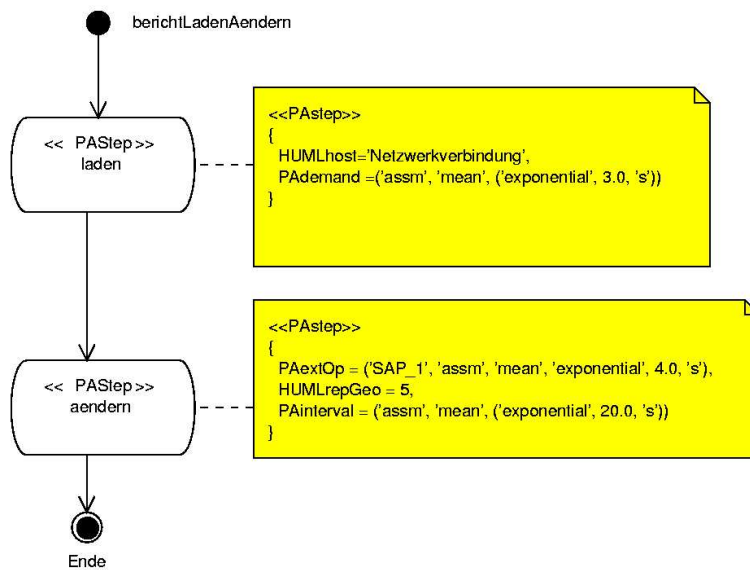 berichtLadenAendern
<< PAStep>>
laden
<<PAstep>>
{
HUMLhost='Netzwerkverbindung',
PAdemand =('assm', 'mean', ('exponential', 3.0, 's'))
}
<< PAStep>>
aendern
<<PAstep>>
{
PAextOp = ('SAP_1', 'assm', 'mean', 'exponential', 4.0, 's'),
HUMLrepGeo = 5,
PAinterval = ('assm', 'mean', ('exponential', 20.0, 's'))
}
Ende